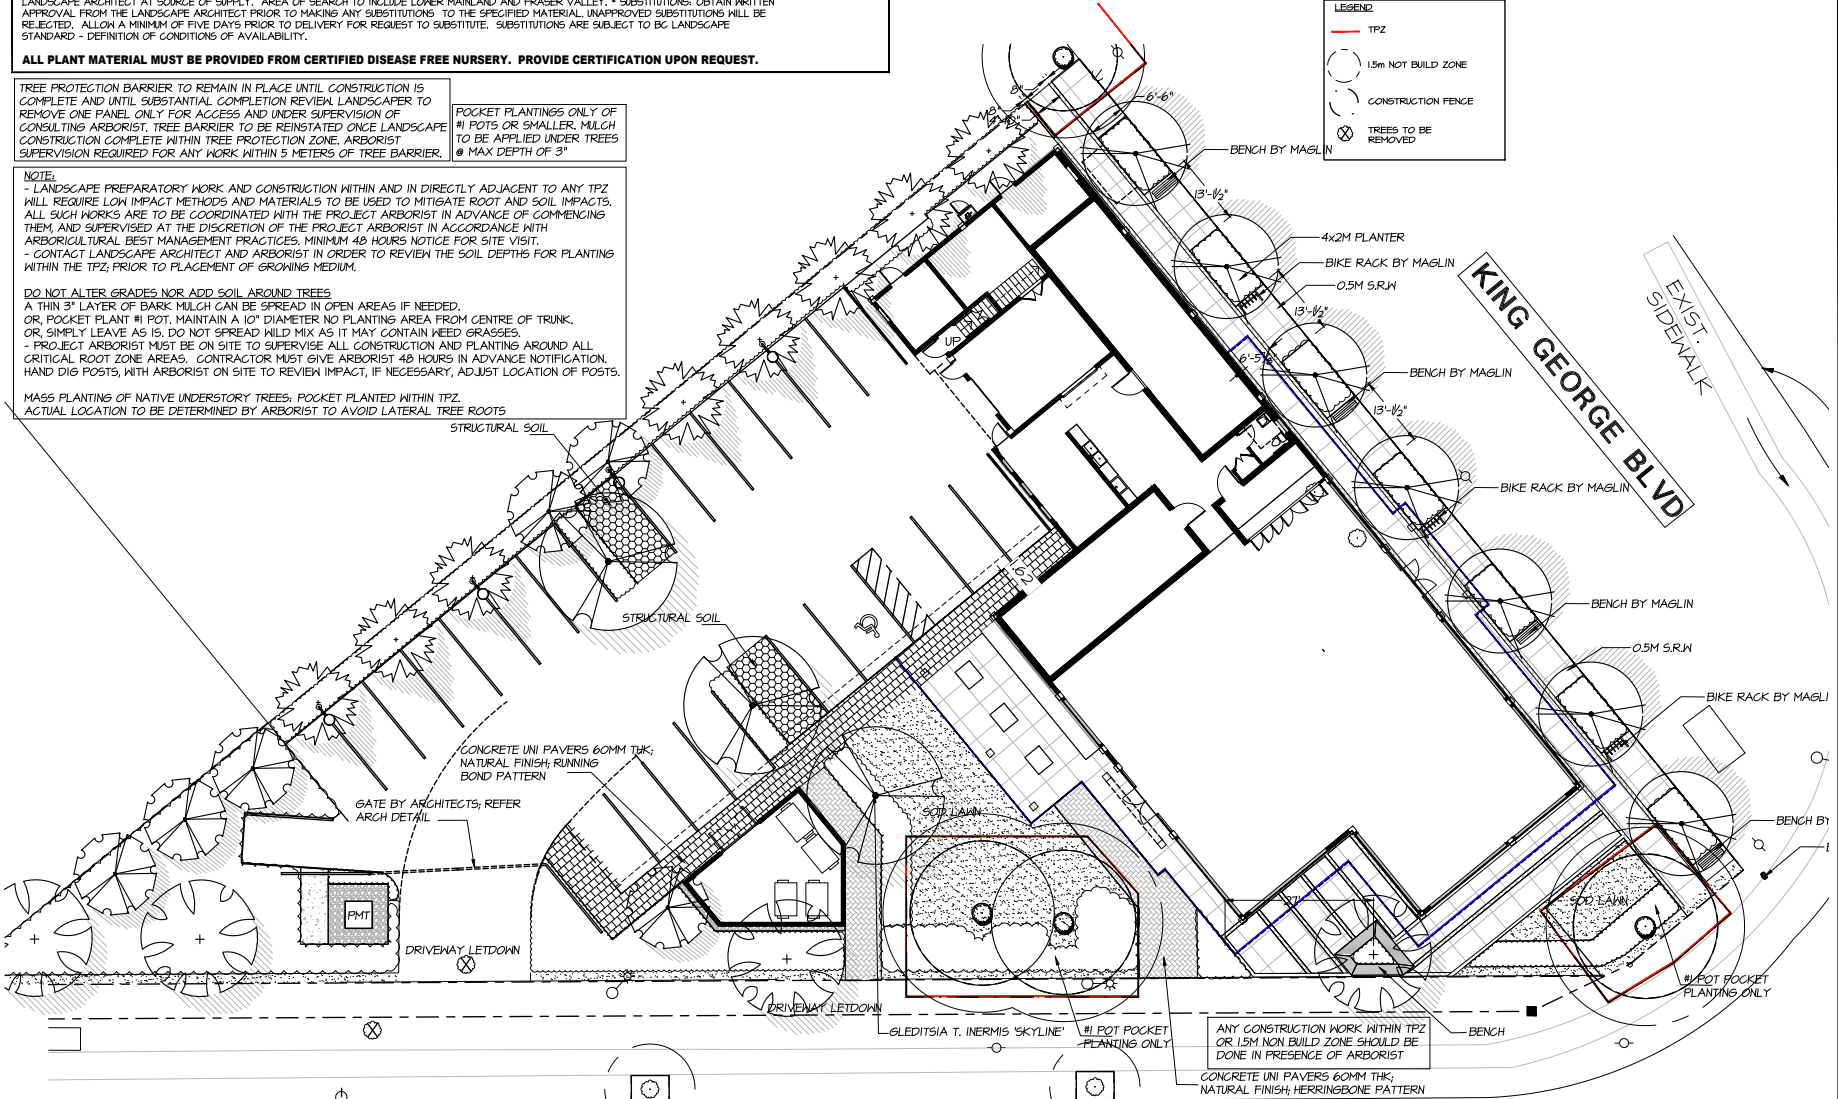 LANDSCAPE ARCHITECT AT SOURCE OF SUPPLY. AREA OF SEARCH TO INCLUDE LOWER MAINLAND AND FRASER VALLEY. * SUBSTITUTIONS: OBTAIN WRITTEN
APPROVAL FROM THE LANDSCAPE ARCHITECT PRIOR TO MAKING ANY SUBSTITUTIONS TO THE SPECIFIED MATERIAL. UNAPPROVED SUBSTITUTIONS WILL BE
REJECTED. ALLOW A MINIMUM OF FIVE DAYS PRIOR TO DELIVERY FOR REQUEST TO SUBSTITUTE. SUBSTITUTIONS ARE SUBJECT TO BC LANDSCAPE
STANDARD - DEFINITION OF CONDITIONS OF AVAILABILITY.
ALL PLANT MATERIAL MUST BE PROVIDED FROM CERTIFIED DISEASE FREE NURSERY. PROVIDE CERTIFICATION UPON REQUEST.
TREE PROTECTION BARRIER TO REMAIN IN PLACE UNTIL CONSTRUCTION IS
COMPLETE AND UNTIL SUBSTANTIAL COMPLETION REVIEW. LANDSCAPER TO
REMOVE ONE PANEL ONLY FOR ACCESS AND UNDER SUPERVISION OF
CONSULTING ARBORIST. TREE BARRIER TO BE REINSTATED ONCE LANDSCAPE
CONSTRUCTION COMPLETE WITHIN TREE PROTECTION ZONE. ARBORIST
SUPERVISION REQUIRED FOR ANY WORK WITHIN 5 METERS OF TREE BARRIER.
POCKET PLANTINGS ONLY OF
#1 POTS OR SMALLER. MULCH
TO BE APPLIED UNDER TREES
@ MAX DEPTH OF 3"
NOTE:
- LANDSCAPE PREPARATORY WORK AND CONSTRUCTION WITHIN AND IN DIRECTLY ADJACENT TO ANY TPZ
WILL REQUIRE LOW IMPACT METHODS AND MATERIALS TO BE USED TO MITIGATE ROOT AND SOIL IMPACTS.
ALL SUCH WORKS ARE TO BE COORDINATED WITH THE PROJECT ARBORIST IN ADVANCE OF COMMENCING
THEM, AND SUPERVISED AT THE DISCRETION OF THE PROJECT ARBORIST IN ACCORDANCE WITH
ARBORICULTURAL BEST MANAGEMENT PRACTICES. MINIMUM 48 HOURS NOTICE FOR SITE VISIT.
- CONTACT LANDSCAPE ARCHITECT AND ARBORIST IN ORDER TO REVIEW THE SOIL DEPTHS FOR PLANTING
WITHIN THE TPZ; PRIOR TO PLACEMENT OF GROWING MEDIUM.
DO NOT ALTER GRADES NOR ADD SOIL AROUND TREES
A THIN 3" LAYER OF BARK MULCH CAN BE SPREAD IN OPEN AREAS IF NEEDED.
OR, POCKET PLANT #1 POT. MAINTAIN A 10" DIAMETER NO PLANTING AREA FROM CENTRE OF TRUNK.
OR, SIMPLY LEAVE AS IS. DO NOT SPREAD WILD MIX AS IT MAY CONTAIN WEED GRASSES.
- PROJECT ARBORIST MUST BE ON SITE TO SUPERVISE ALL CONSTRUCTION AND PLANTING AROUND ALL
CRITICAL ROOT ZONE AREAS. CONTRACTOR MUST GIVE ARBORIST 48 HOURS IN ADVANCE NOTIFICATION.
HAND DIG POSTS, WITH ARBORIST ON SITE TO REVIEW IMPACT, IF NECESSARY, ADJUST LOCATION OF POSTS.
MASS PLANTING OF NATIVE UNDERSTORY TREES: POCKET PLANTED WITHIN TPZ.
ACTUAL LOCATION TO BE DETERMINED BY ARBORIST TO AVOID LATERAL TREE ROOTS
LEGEND
TPZ
1.5m NOT BUILD ZONE
CONSTRUCTION FENCE
TREES TO BE
REMOVED
8"
6'-6"
BENCH BY MAGLIN
13'-1½"
4x2M PLANTER
BIKE RACK BY MAGLIN
0.5M S.R.W
13'-1½"
BENCH BY MAGLIN
13'-1½"
BIKE RACK BY MAGLIN
BENCH BY MAGLIN
0.5M S.R.W
BIKE RACK BY MAGLI
BENCH BY
KING GEORGE BLVD
EXIST.
SIDEWALK
UP
STRUCTURAL SOIL
STRUCTURAL SOIL
CONCRETE UNI PAVERS 60MM THK;
NATURAL FINISH; RUNNING
BOND PATTERN
GATE BY ARCHITECTS; REFER
ARCH DETAIL
SOD LAWN
SOD LAWN
PMT
27'
DRIVEWAY LETDOWN
DRIVEWAY LETDOWN
GLEDITSIA T. INERMIS 'SKYLINE'
#1 POT POCKET
PLANTING ONLY
ANY CONSTRUCTION WORK WITHIN TPZ
OR 1.5M NON BUILD ZONE SHOULD BE
DONE IN PRESENCE OF ARBORIST
BENCH
#1 POT POCKET
PLANTING ONLY
CONCRETE UNI PAVERS 60MM THK;
NATURAL FINISH; HERRINGBONE PATTERN